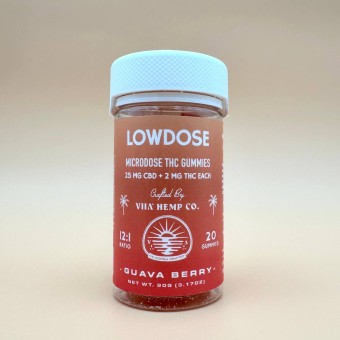 LOWDOSE
MICRODOSE THC GUMMIES
25 MG CBD + 2 MG THC EACH
Crafted By
VIIA HEMP CO.
12:1
RATIO
20
GUMMIES
V A
· GUAVA BERRY ·
NET WT. 90G (3.17OZ)